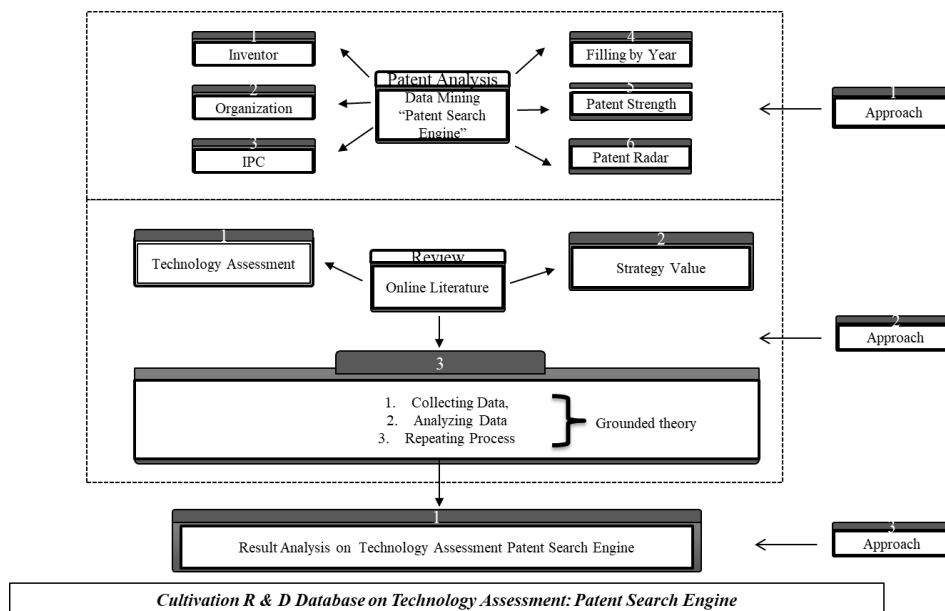 1
Inventor
2
Organization
3
IPC
Patent Analysis
Data Mining
“Patent Search
Engine”
4
Filling by Year
5
Patent Strength
6
Patent Radar
1
Approach
1
Technology Assessment
Review
Online Literature
2
Strategy Value
2
Approach
3
1. Collecting Data,
2. Analyzing Data
3. Repeating Process
Grounded theory
1
Result Analysis on Technology Assessment Patent Search Engine
3
Approach
Cultivation R & D Database on Technology Assessment: Patent Search Engine